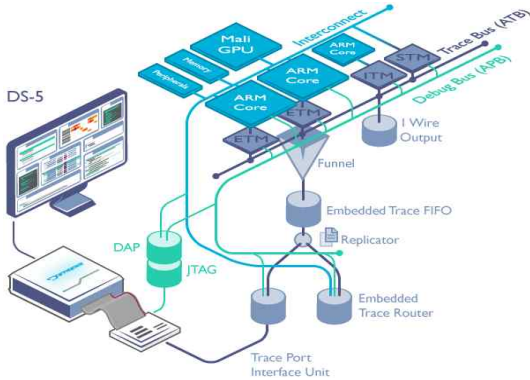 Interconnect
Trace Bus (ATB)
Mali
GPU
Memory
Peripherals
ARM
Core
STM
ARM
Core
ITM
Debug Bus (APB)
DS-5
ARM
Core
ETM
ETM
1 Wire
Output
Funnel
Embedded Trace FIFO
DAP
Replicator
JTAG
Embedded
Trace Router
Trace Port
Interface Unit